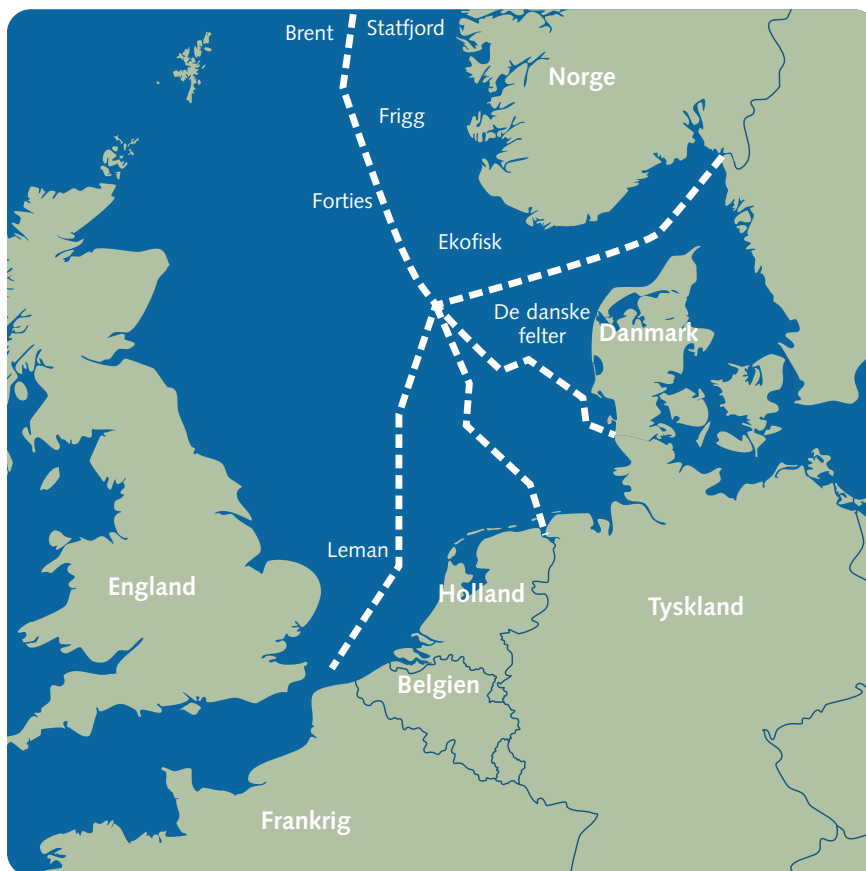 Brent
Statfjord
Norge
Frigg
Forties
Ekofisk
De danske
felter
Danmark
Leman
England
Holland
Tyskland
Belgien
Frankrig